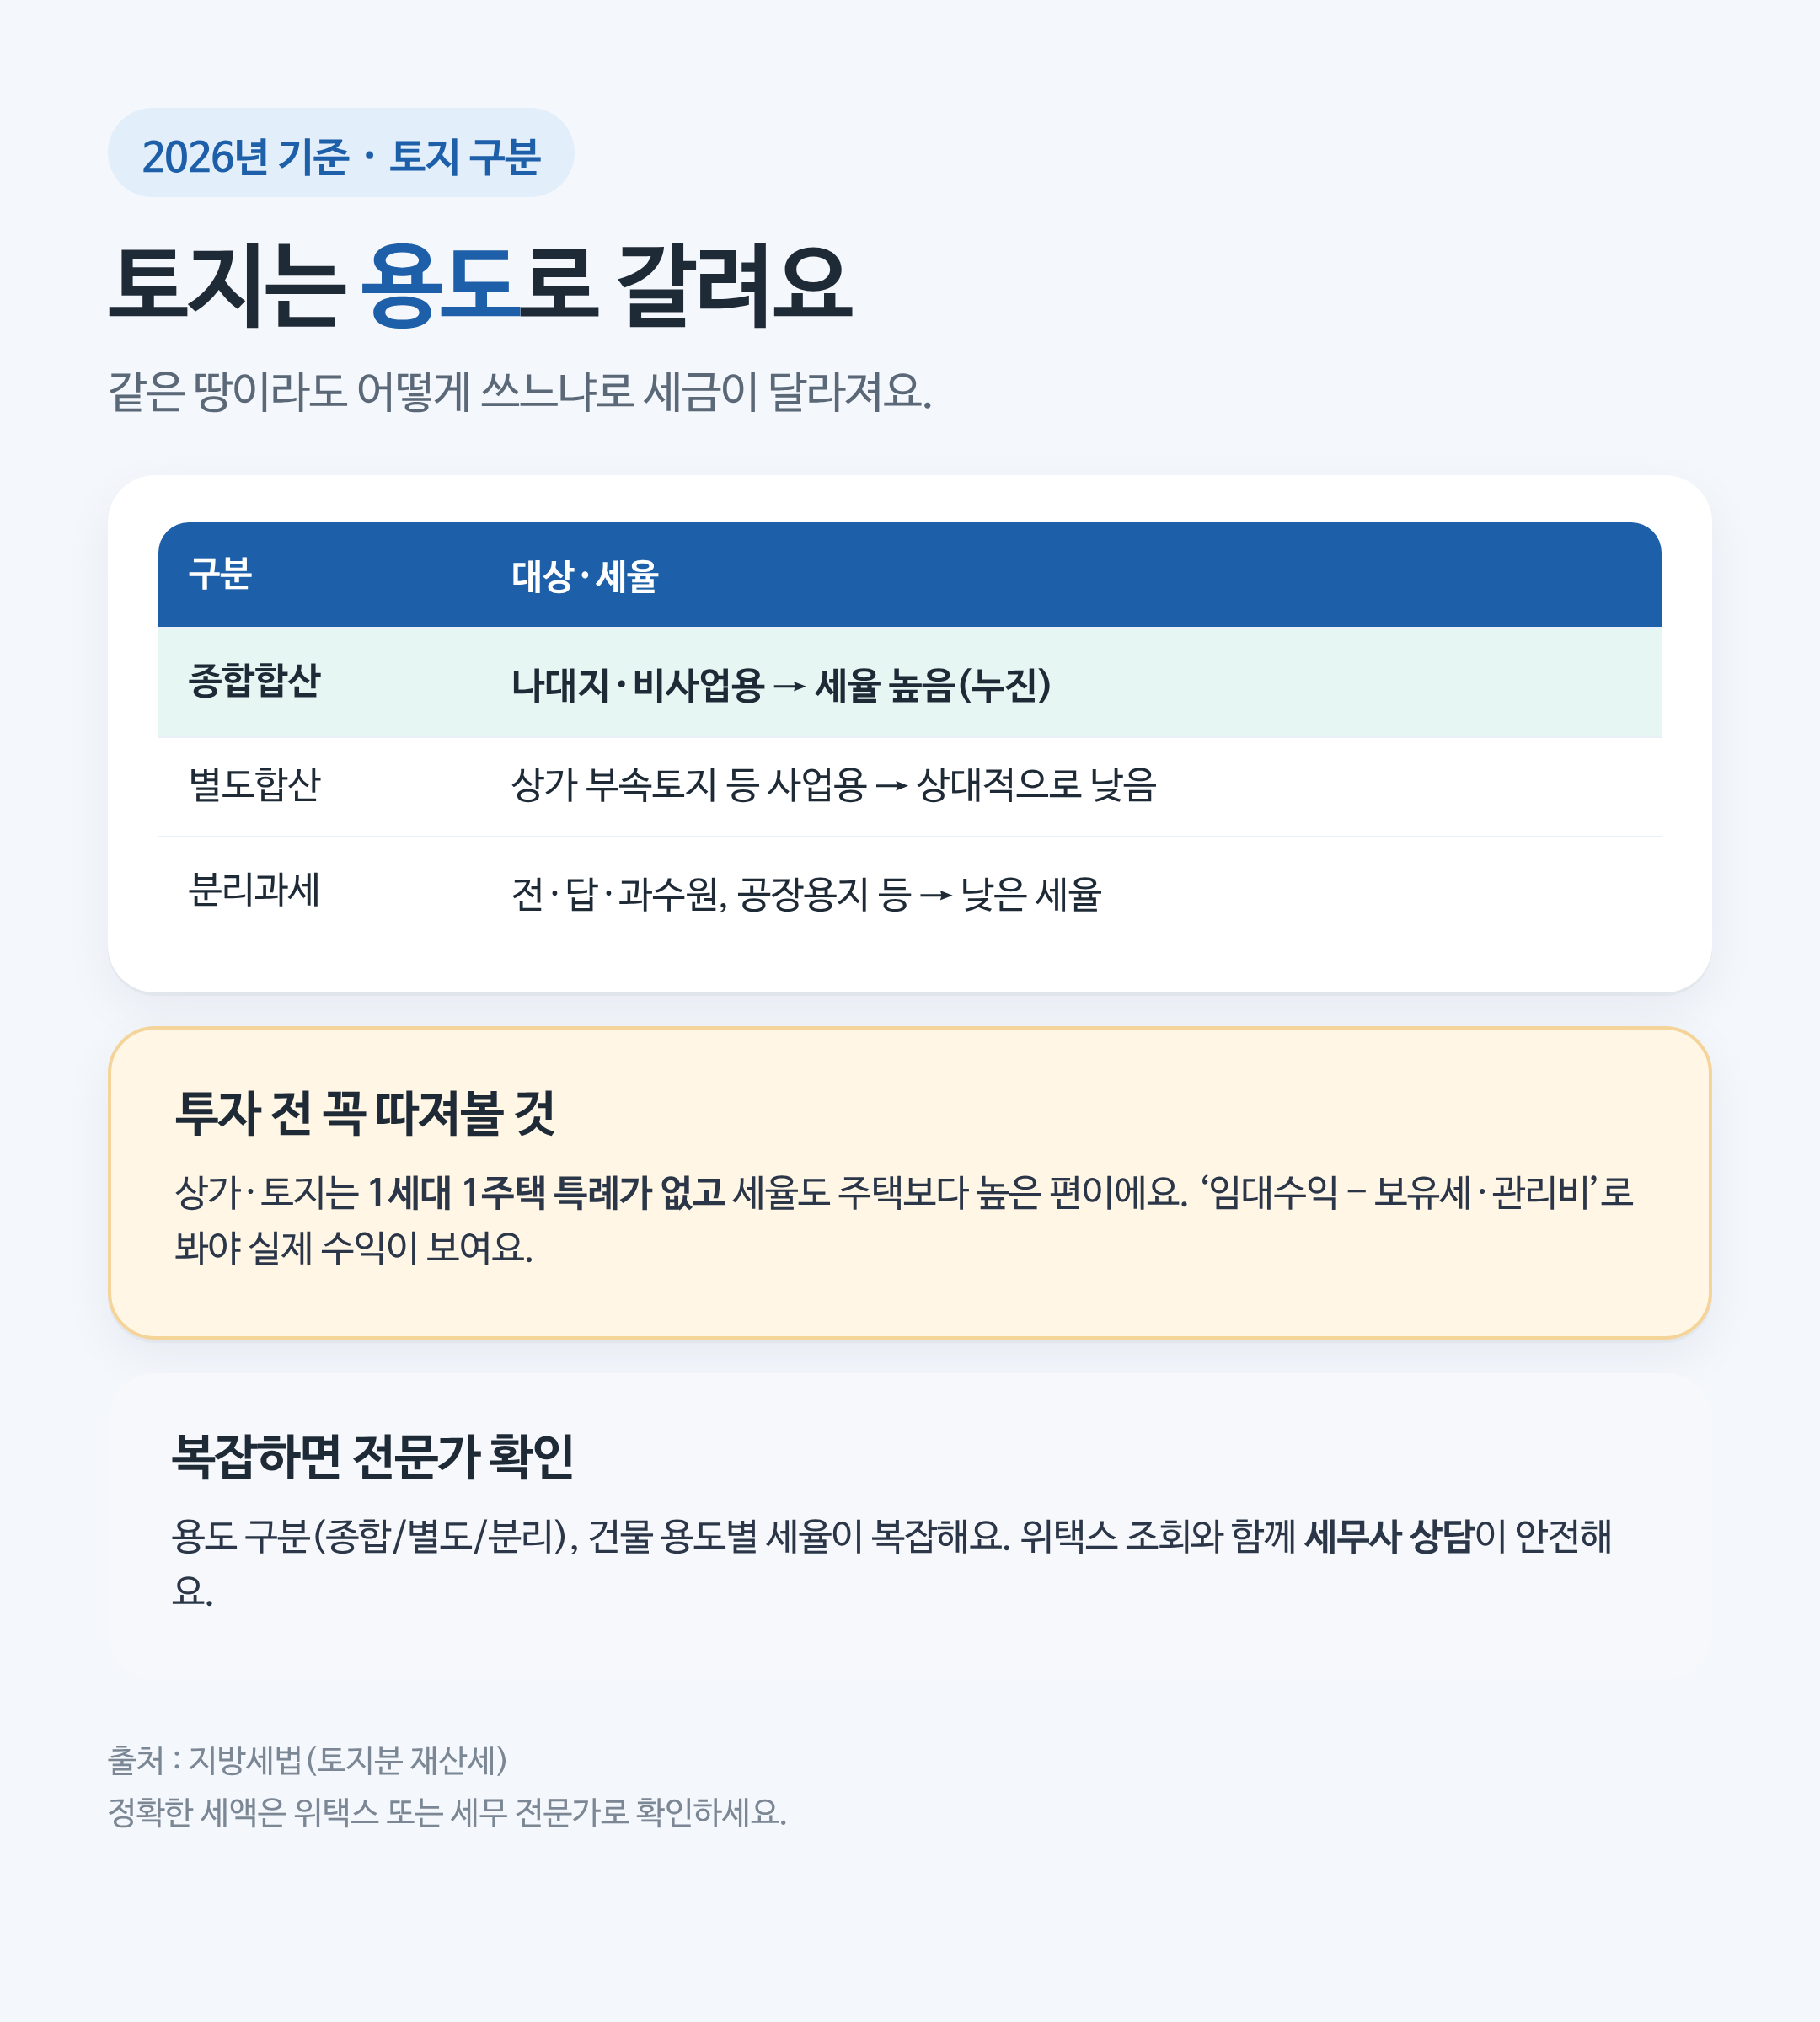 2026년 기준 · 토지 구분
토지는 용도로 갈려요
같은 땅이라도 어떻게 쓰느냐로 세금이 달라져요.
구분 대상·세율
종합합산 나대지·비사업용 → 세율 높음(누진)
별도합산 상가 부속토지 등 사업용 → 상대적으로 낮음
분리과세 전·답·과수원, 공장용지 등 → 낮은 세율
투자 전 꼭 따져볼 것
상가·토지는 1세대 1주택 특례가 없고 세율도 주택보다 높은 편이에요. ‘임대수익 − 보유세·관리비’로
봐야 실제 수익이 보여요.
복잡하면 전문가 확인
용도 구분(종합/별도/분리), 건물 용도별 세율이 복잡해요. 위택스 조회와 함께 세무사 상담이 안전해
요.
출처 : 지방세법(토지분 재산세)
정확한 세액은 위택스 또는 세무 전문가로 확인하세요.